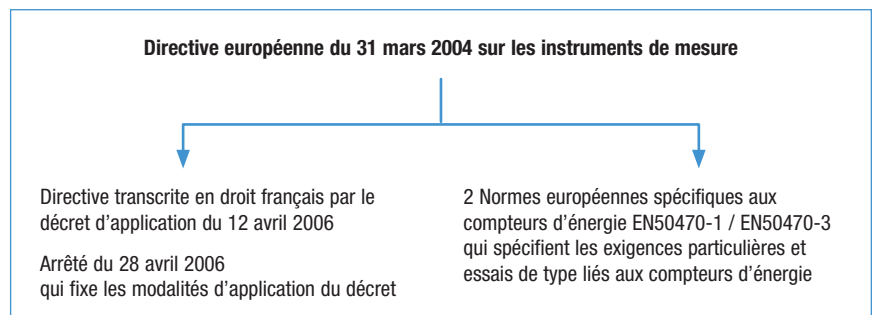 Directive européenne du 31 mars 2004 sur les instruments de mesure
Directive transcrite en droit français par le
décret d'application du 12 avril 2006
Arrêté du 28 avril 2006
qui fixe les modalités d'application du décret
2 Normes européennes spécifiques aux
compteurs d'énergie EN50470-1 / EN50470-3
qui spécifient les exigences particulières et
essais de type liés aux compteurs d'énergie